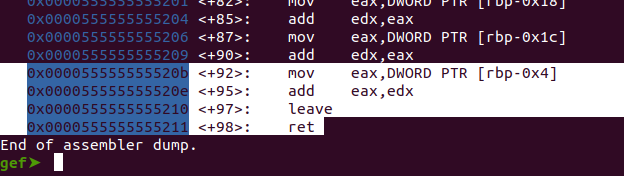 0x0000555555555201 <+82>: mov eax,DWORD PTR [rbp-0x18]
0x0000555555555204 <+85>: add edx,eax
0x0000555555555206 <+87>: mov eax,DWORD PTR [rbp-0x1c]
0x0000555555555209 <+90>: add edx,eax
0x000055555555520b <+92>: mov eax,DWORD PTR [rbp-0x4]
0x000055555555520e <+95>: add eax,edx
0x0000555555555210 <+97>: leave
0x0000555555555211 <+98>: ret
End of assembler dump.
gef➤